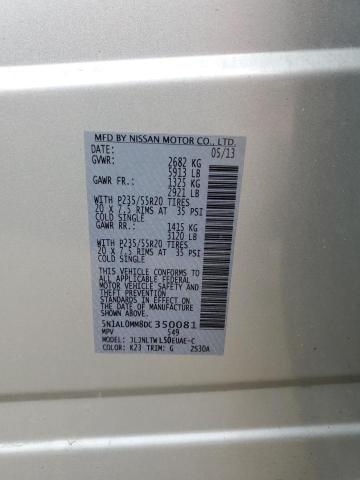 MFD BY NISSAN MOTOR CO., LTD.
DATE: 05/13
GVWR: 2682 KG
5913 LB
GAWR FR.: 1325 KG
2921 LB
WITH P235/55R20 TIRES
20 X 7.5 RIMS AT 35 PSI
COLD SINGLE
GAWR RR.: 1415 KG
3120 LB
WITH P235/55R20 TIRES
20 X 7.5 RIMS AT 35 PSI
COLD SINGLE
THIS VEHICLE CONFORMS TO
ALL APPLICABLE FEDERAL
MOTOR VEHICLE SAFETY AND
THEFT PREVENTION
STANDARDS IN EFFECT ON
THE DATE OF MANUFACTURE
SHOWN ABOVE.
5N1AL0MM8DC350081
MPV 549
MODEL: JLJNLTWL50EUAE-C
COLOR: K23 TRIM: G 2S30A